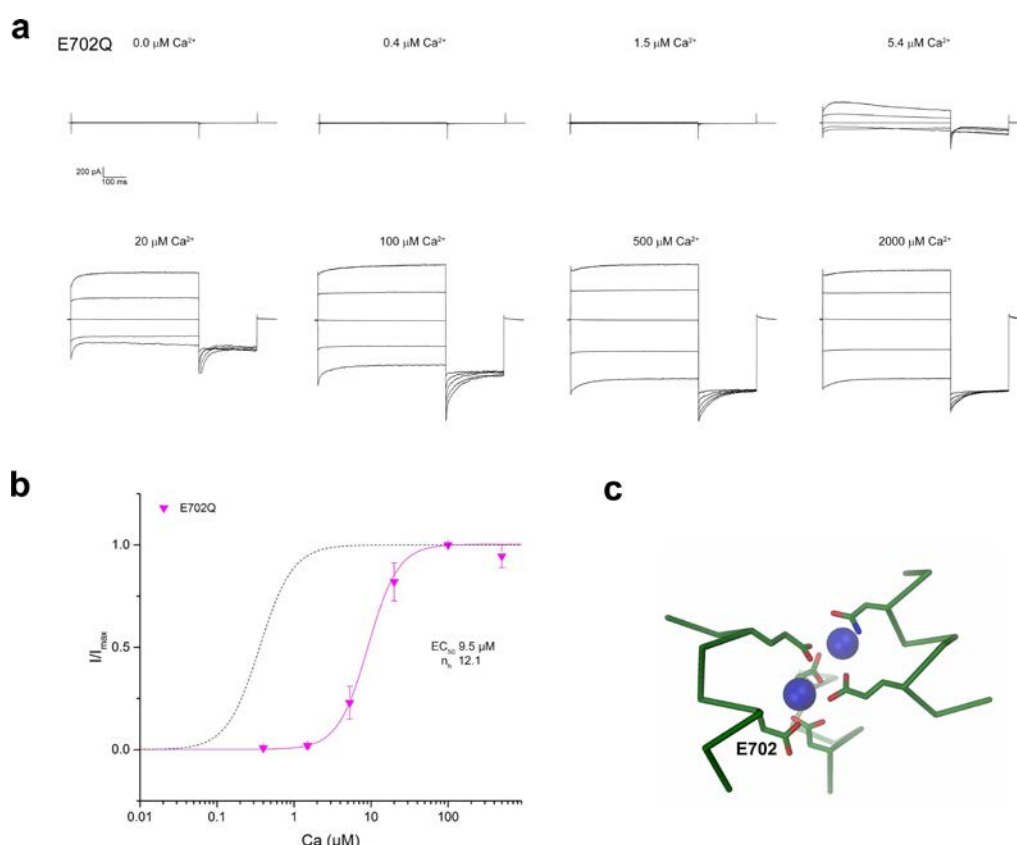 a
E702Q
0.0 μM Ca²⁺
0.4 μM Ca²⁺
1.5 μM Ca²⁺
5.4 μM Ca²⁺
200 pA
100 ms
20 μM Ca²⁺
100 μM Ca²⁺
500 μM Ca²⁺
2000 μM Ca²⁺
b
E702Q
I/Imax
1.0
0.5
0.0
EC₅₀ 9.5 μM
nₕ 12.1
0.01 0.1 1 10 100
Ca (μM)
c
E702